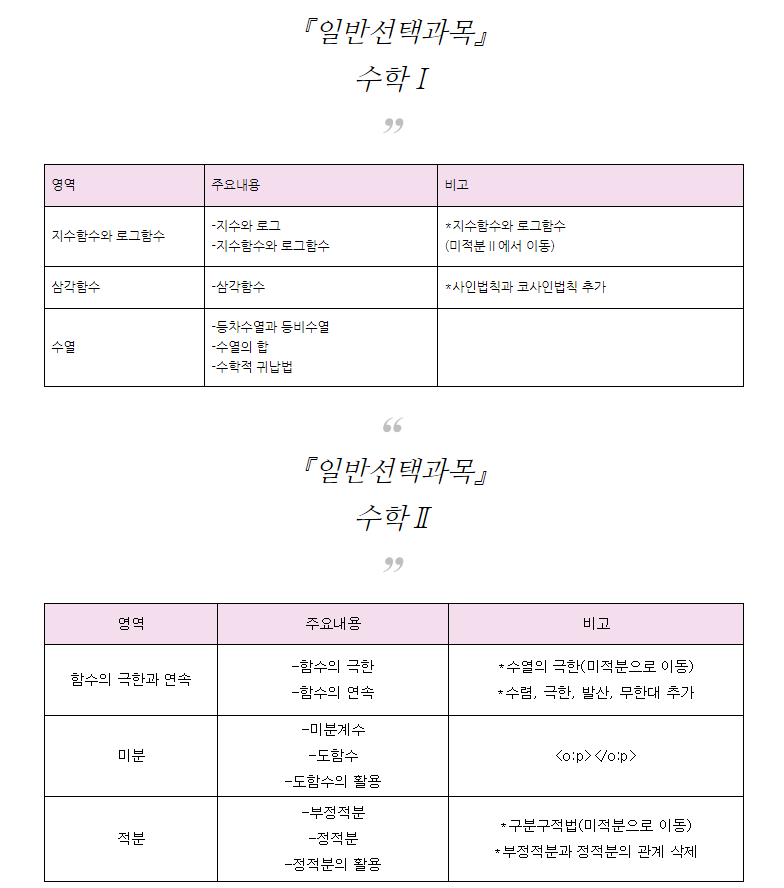 『일반선택과목』
수학Ⅰ
”
영역 주요내용 비고
지수함수와 로그함수 -지수와 로그 *지수함수와 로그함수
-지수함수와 로그함수 (미적분Ⅱ에서 이동)
삼각함수 -삼각함수 *사인법칙과 코사인법칙 추가
수열 -등차수열과 등비수열
-수열의 합
-수학적 귀납법
“
『일반선택과목』
수학Ⅱ
”
영역 주요내용 비고
함수의 극한과 연속 -함수의 극한 *수열의 극한(미적분으로 이동)
-함수의 연속 *수렴, 극한, 발산, 무한대 추가
미분 -미분계수 <o:p></o:p>
-도함수
-도함수의 활용
적분 -부정적분 *구분구적법(미적분으로 이동)
-정적분 *부정적분과 정적분의 관계 삭제
-정적분의 활용